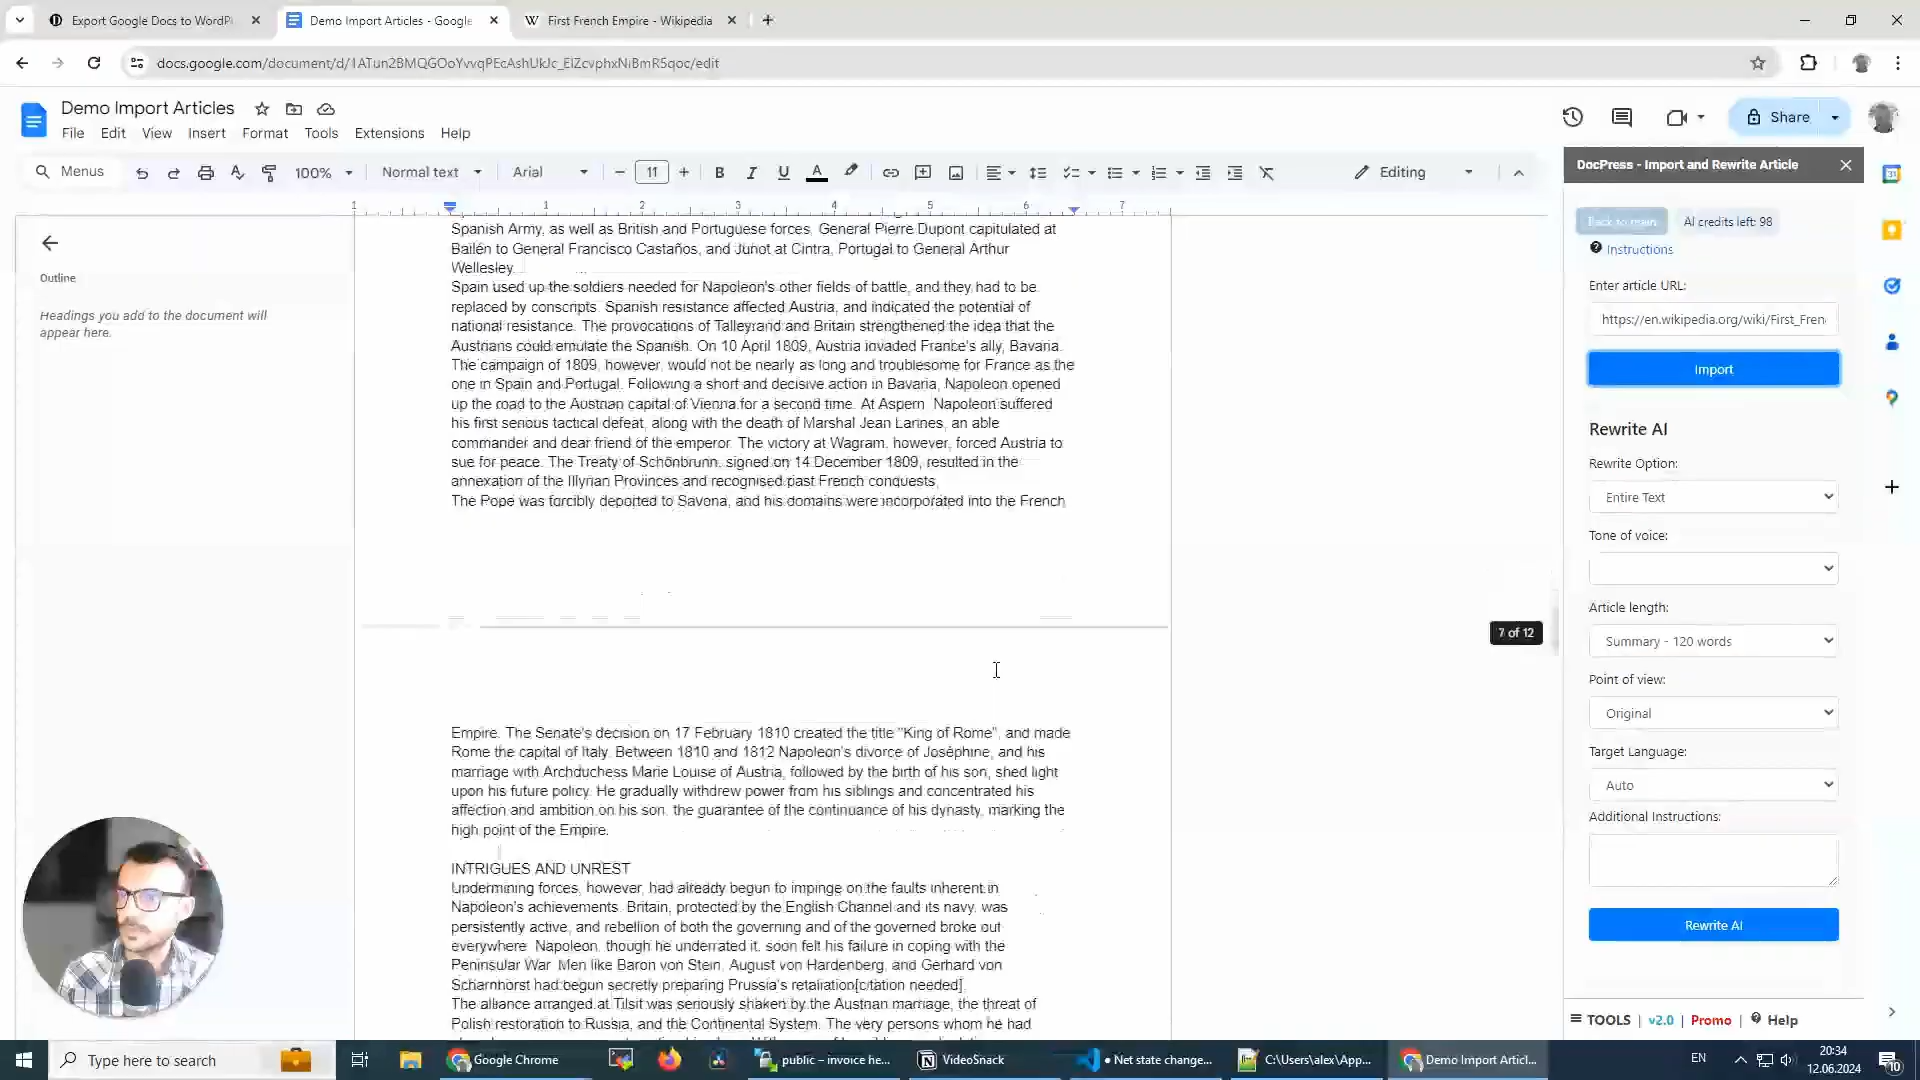 Export Google Docs to WordPr
Demo Import Articles - Google
First French Empire - Wikipedia
docs.google.com/document/d/1ATun2BMQGOoYvvqPEcAshUkJc_EIZcvphxNiBmR5qoc/edit
Demo Import Articles
File Edit View Insert Format Tools Extensions Help
Share
Menus
100%
Normal text
Arial
11
Editing
1 1 2 3 4 5 6 7
Outline
Headings you add to the document will
appear here.
Spanish Army, as well as British and Portuguese forces, General Pierre Dupont capitulated at
Bailén to General Francisco Castaños, and Junot at Cintra, Portugal to General Arthur
Wellesley.
Spain used up the soldiers needed for Napoleon's other fields of battle, and they had to be
replaced by conscripts. Spanish resistance affected Austria, and indicated the potential of
national resistance. The provocations of Talleyrand and Britain strengthened the idea that the
Austrians could emulate the Spanish. On 10 April 1809, Austria invaded France's ally, Bavaria.
The campaign of 1809, however, would not be nearly as long and troublesome for France as the
one in Spain and Portugal. Following a short and decisive action in Bavaria, Napoleon opened
up the road to the Austrian capital of Vienna for a second time. At Aspern, Napoleon suffered
his first serious tactical defeat, along with the death of Marshal Jean Lannes, an able
commander and dear friend of the emperor. The victory at Wagram, however, forced Austria to
sue for peace. The Treaty of Schönbrunn, signed on 14 December 1809, resulted in the
annexation of the Illyrian Provinces and recognised past French conquests.
The Pope was forcibly deported to Savona, and his domains were incorporated into the French
Empire. The Senate's decision on 17 February 1810 created the title "King of Rome", and made
Rome the capital of Italy. Between 1810 and 1812 Napoleon's divorce of Joséphine, and his
marriage with Archduchess Marie Louise of Austria, followed by the birth of his son, shed light
upon his future policy. He gradually withdrew power from his siblings and concentrated his
affection and ambition on his son, the guarantee of the continuance of his dynasty, marking the
high point of the Empire.
INTRIGUES AND UNREST
Undermining forces, however, had already begun to impinge on the faults inherent in
Napoleon's achievements. Britain, protected by the English Channel and its navy, was
persistently active, and rebellion of both the governing and of the governed broke out
everywhere. Napoleon, though he underrated it, soon felt his failure in coping with the
Peninsular War. Men like Baron von Stein, August von Hardenberg, and Gerhard von
Scharnhorst had begun secretly preparing Prussia's retaliation[citation needed].
The alliance arranged at Tilsit was seriously shaken by the Austrian marriage, the threat of
Polish restoration to Russia, and the Continental System. The very persons whom he had
7 of 12
DocPress - Import and Rewrite Article
Back to main
AI credits left: 98
Instructions
Enter article URL:
https://en.wikipedia.org/wiki/First_Fren
Import
Rewrite AI
Rewrite Option:
Entire Text
Tone of voice:
Article length:
Summary - 120 words
Point of view:
Original
Target Language:
Auto
Additional Instructions:
Rewrite AI
TOOLS | v2.0 | Promo | Help
Type here to search
Google Chrome
public – invoice he...
VideoSnack
• Net state change...
C:\Users\alex\App...
Demo Import Articl...
EN
20:34
12.06.2024
10